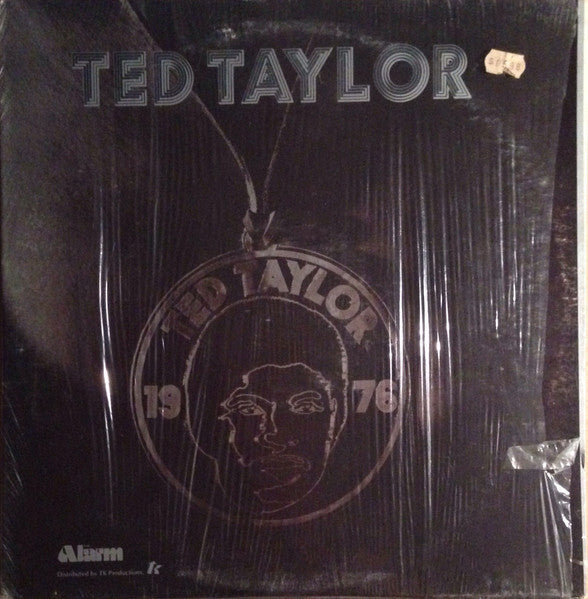 TED TAYLOR
TED TAYLOR
19 76
Alarm
Distributed by TK Productions.